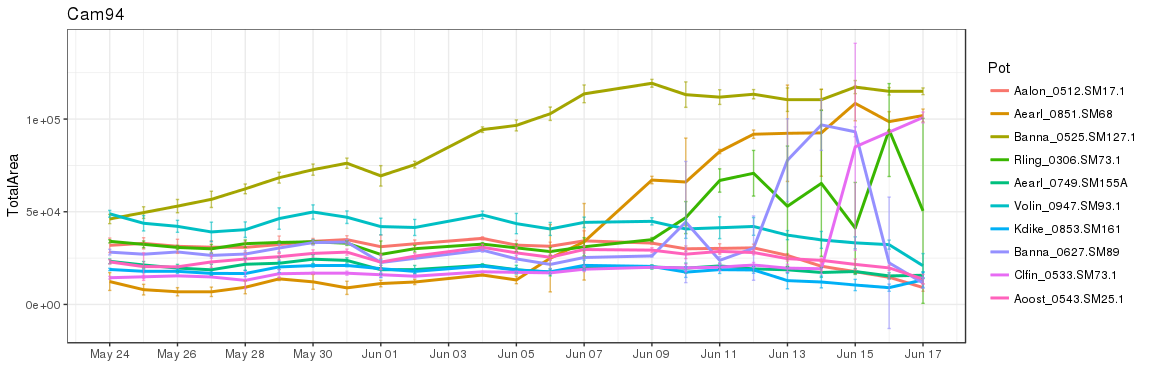 Cam94
TotalArea
1e+05
5e+04
0e+00
May 24 May 26 May 28 May 30 Jun 01 Jun 03 Jun 05 Jun 07 Jun 09 Jun 11 Jun 13 Jun 15 Jun 17
Pot
Aalon_0512.SM17.1
Aearl_0851.SM68
Banna_0525.SM127.1
Rling_0306.SM73.1
Aearl_0749.SM155A
Volin_0947.SM93.1
Kdike_0853.SM161
Banna_0627.SM89
Clfin_0533.SM73.1
Aoost_0543.SM25.1